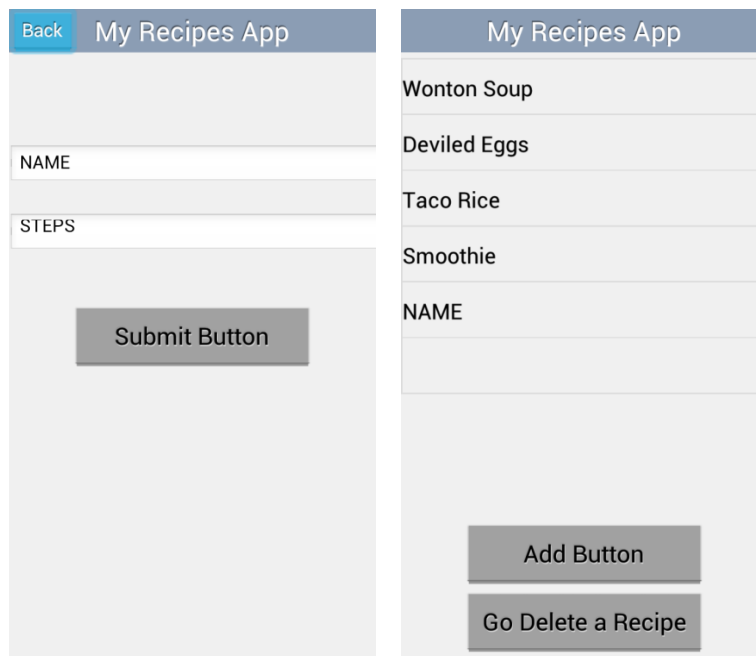 Back
My Recipes App
NAME
STEPS
Submit Button
My Recipes App
Wonton Soup
Deviled Eggs
Taco Rice
Smoothie
NAME
Add Button
Go Delete a Recipe